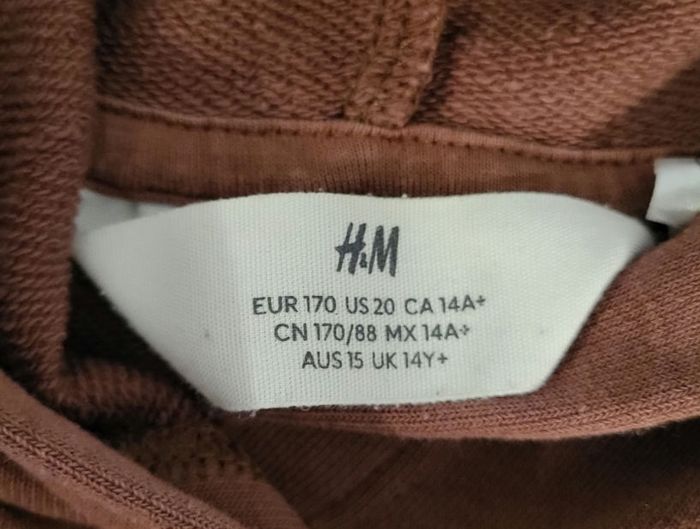 H&M
EUR 170 US 20 CA 14A+
CN 170/88 MX 14A+
AUS 15 UK 14Y+